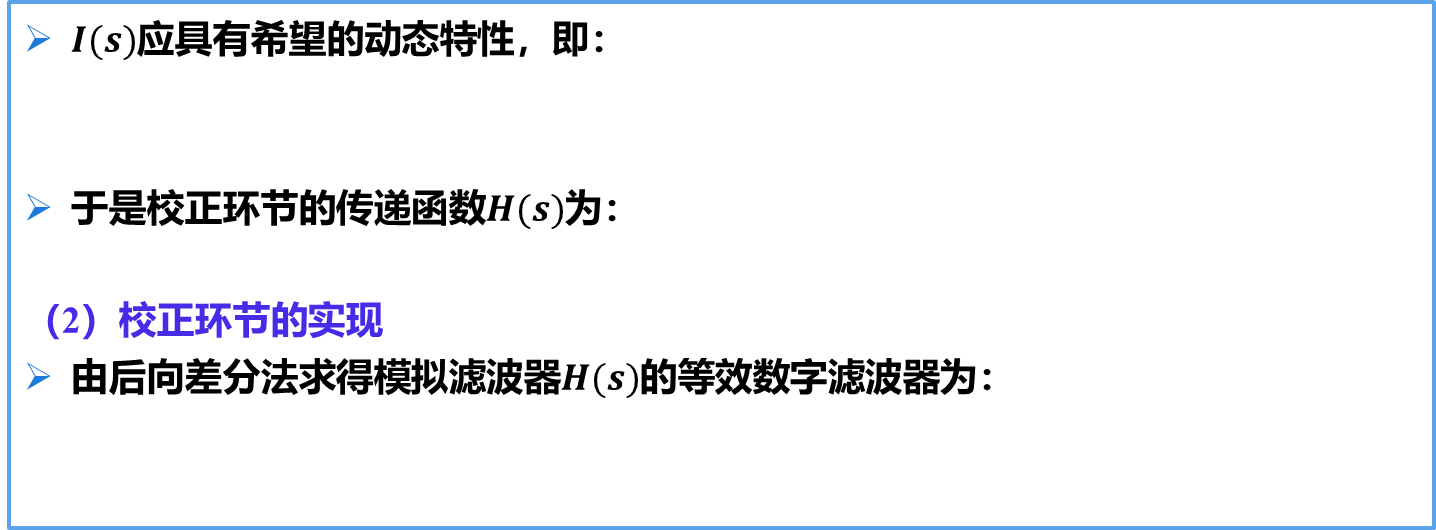 ➢ I(s)应具有希望的动态特性，即：
➢ 于是校正环节的传递函数H(s)为：
（2）校正环节的实现
➢ 由后向差分法求得模拟滤波器H(s)的等效数字滤波器为：